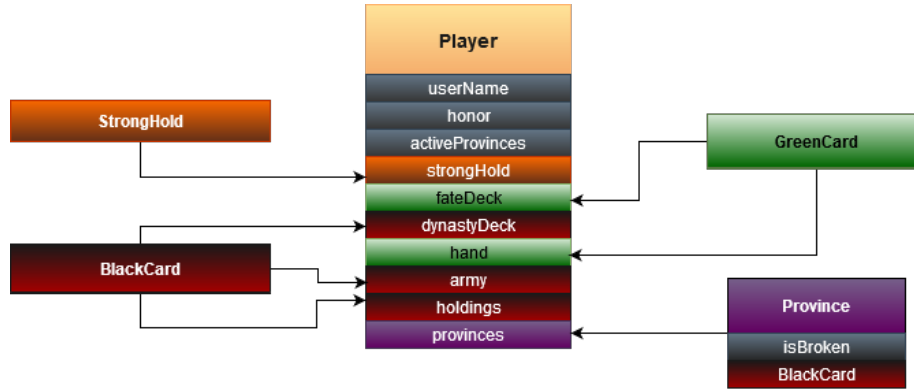 Player
userName
honor
activeProvinces
strongHold
fateDeck
dynastyDeck
hand
army
holdings
provinces
StrongHold
BlackCard
GreenCard
Province
isBroken
BlackCard